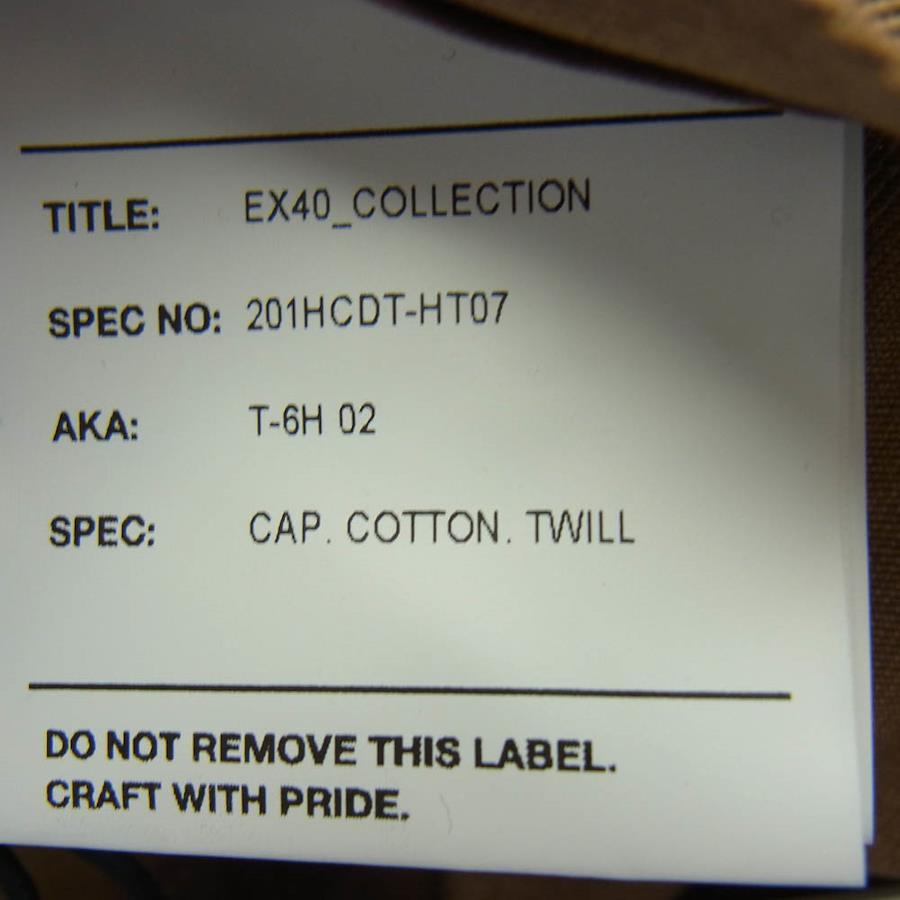 TITLE: EX40_COLLECTION
SPEC NO: 201HCDT-HT07
AKA: T-6H 02
SPEC: CAP. COTTON. TWILL
DO NOT REMOVE THIS LABEL.
CRAFT WITH PRIDE.